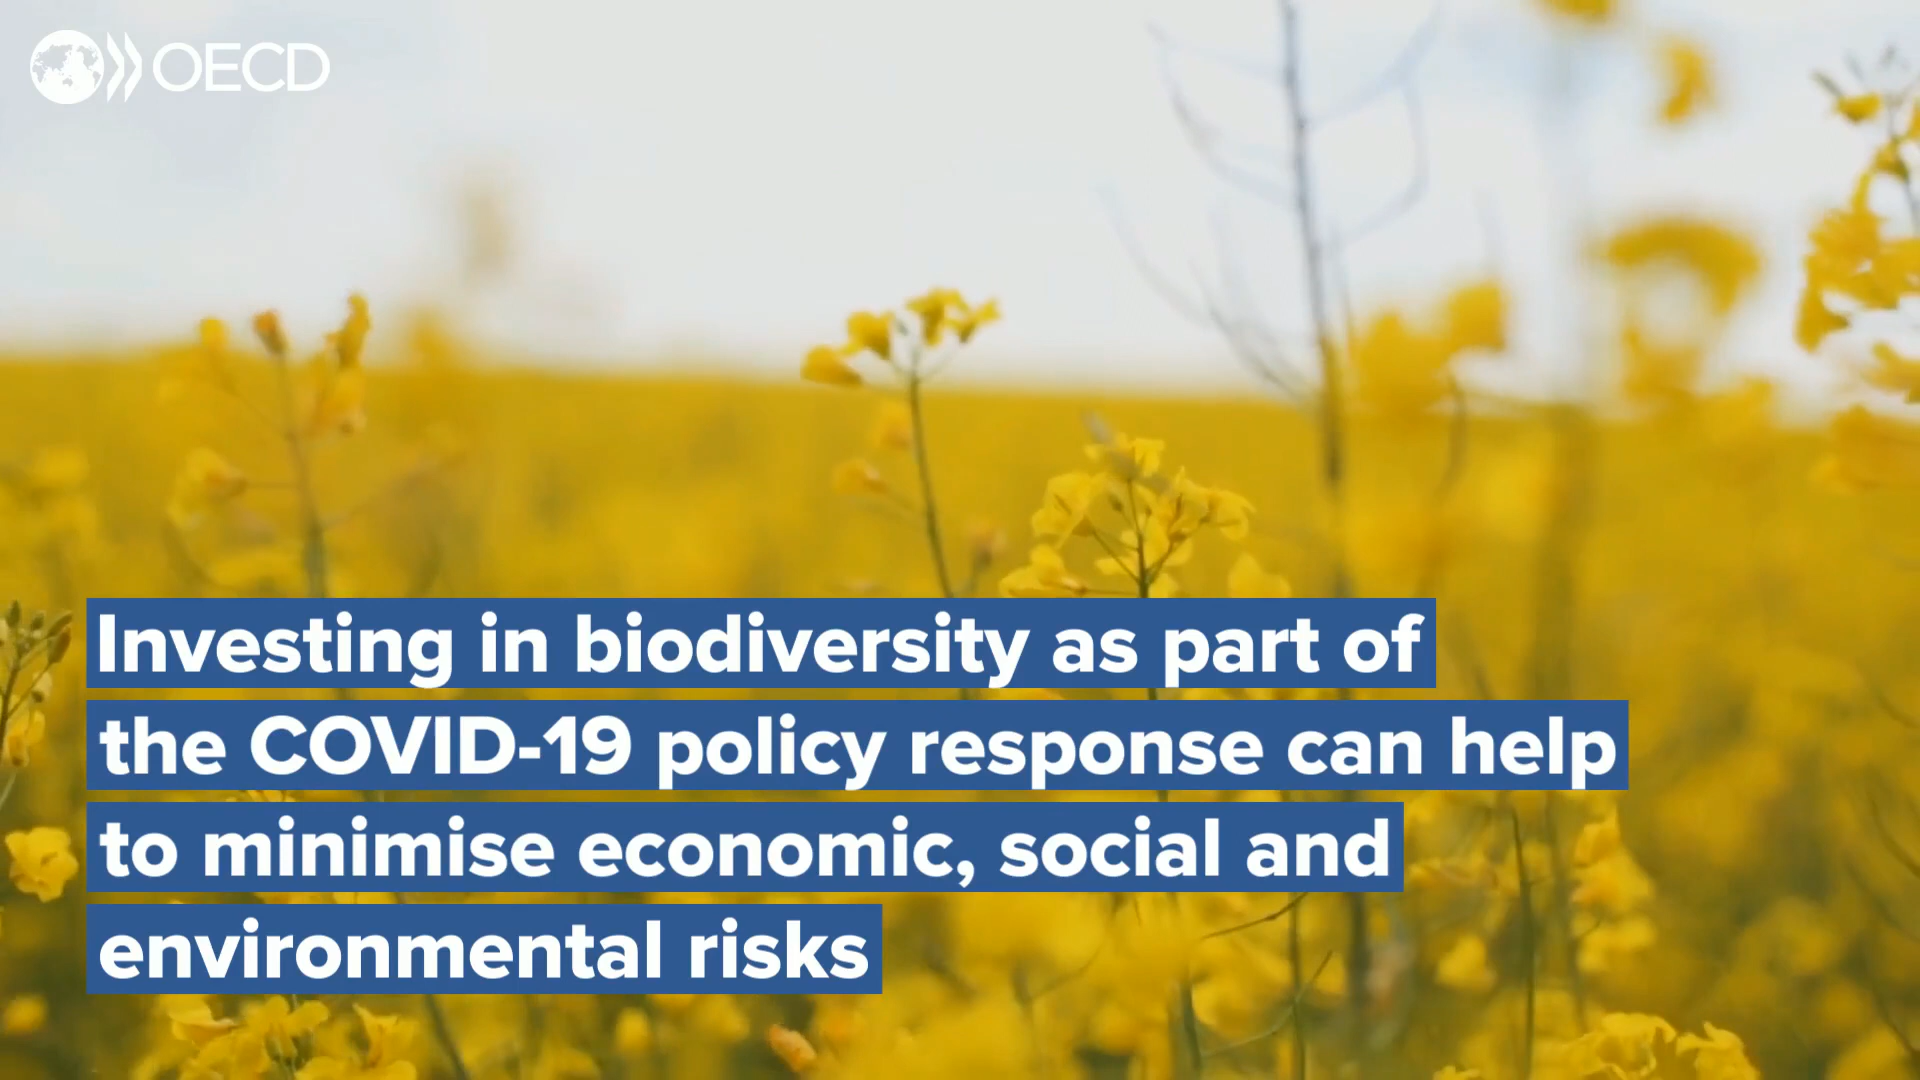 OECD
Investing in biodiversity as part of
the COVID-19 policy response can help
to minimise economic, social and
environmental risks